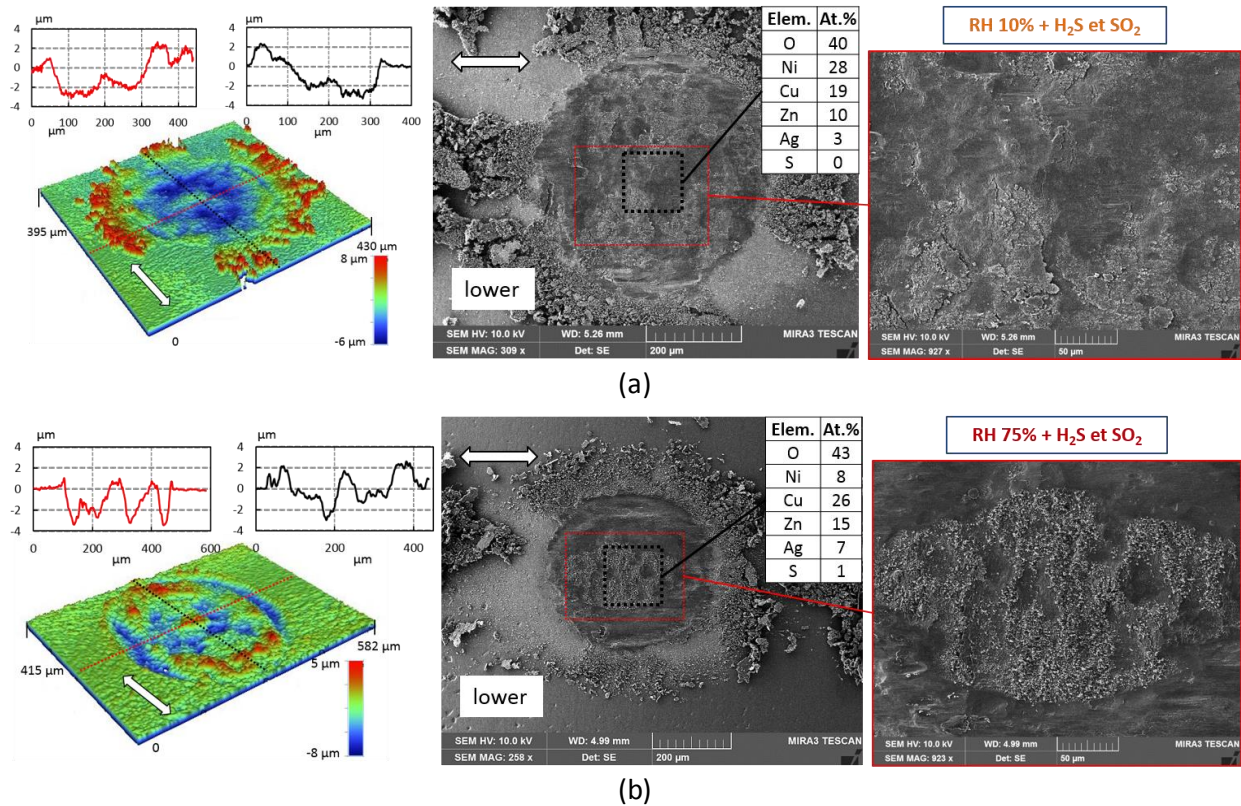 µm
4
2
0
-2
-4
0 100 200 300 400
µm
µm
4
2
0
-2
-4
0 100 200 300 400
µm
395 µm
430 µm
8 µm
-6 µm
0
lower
SEM HV: 10.0 kV WD: 5.26 mm MIRA3 TESCAN
SEM MAG: 309 x Det: SE 200 µm
Elem. At.%
O 40
Ni 28
Cu 19
Zn 10
Ag 3
S 0
RH 10% + H₂S et SO₂
SEM HV: 10.0 kV WD: 5.26 mm MIRA3 TESCAN
SEM MAG: 927 x Det: SE 50 µm
(a)
µm
4
2
0
-2
-4
0 200 400 600
µm
µm
4
2
0
-2
-4
0 200 400
µm
415 µm
582 µm
5 µm
-8 µm
0
lower
SEM HV: 10.0 kV WD: 4.99 mm MIRA3 TESCAN
SEM MAG: 258 x Det: SE 200 µm
Elem. At.%
O 43
Ni 8
Cu 26
Zn 15
Ag 7
S 1
RH 75% + H₂S et SO₂
SEM HV: 10.0 kV WD: 4.99 mm MIRA3 TESCAN
SEM MAG: 923 x Det: SE 50 µm
(b)